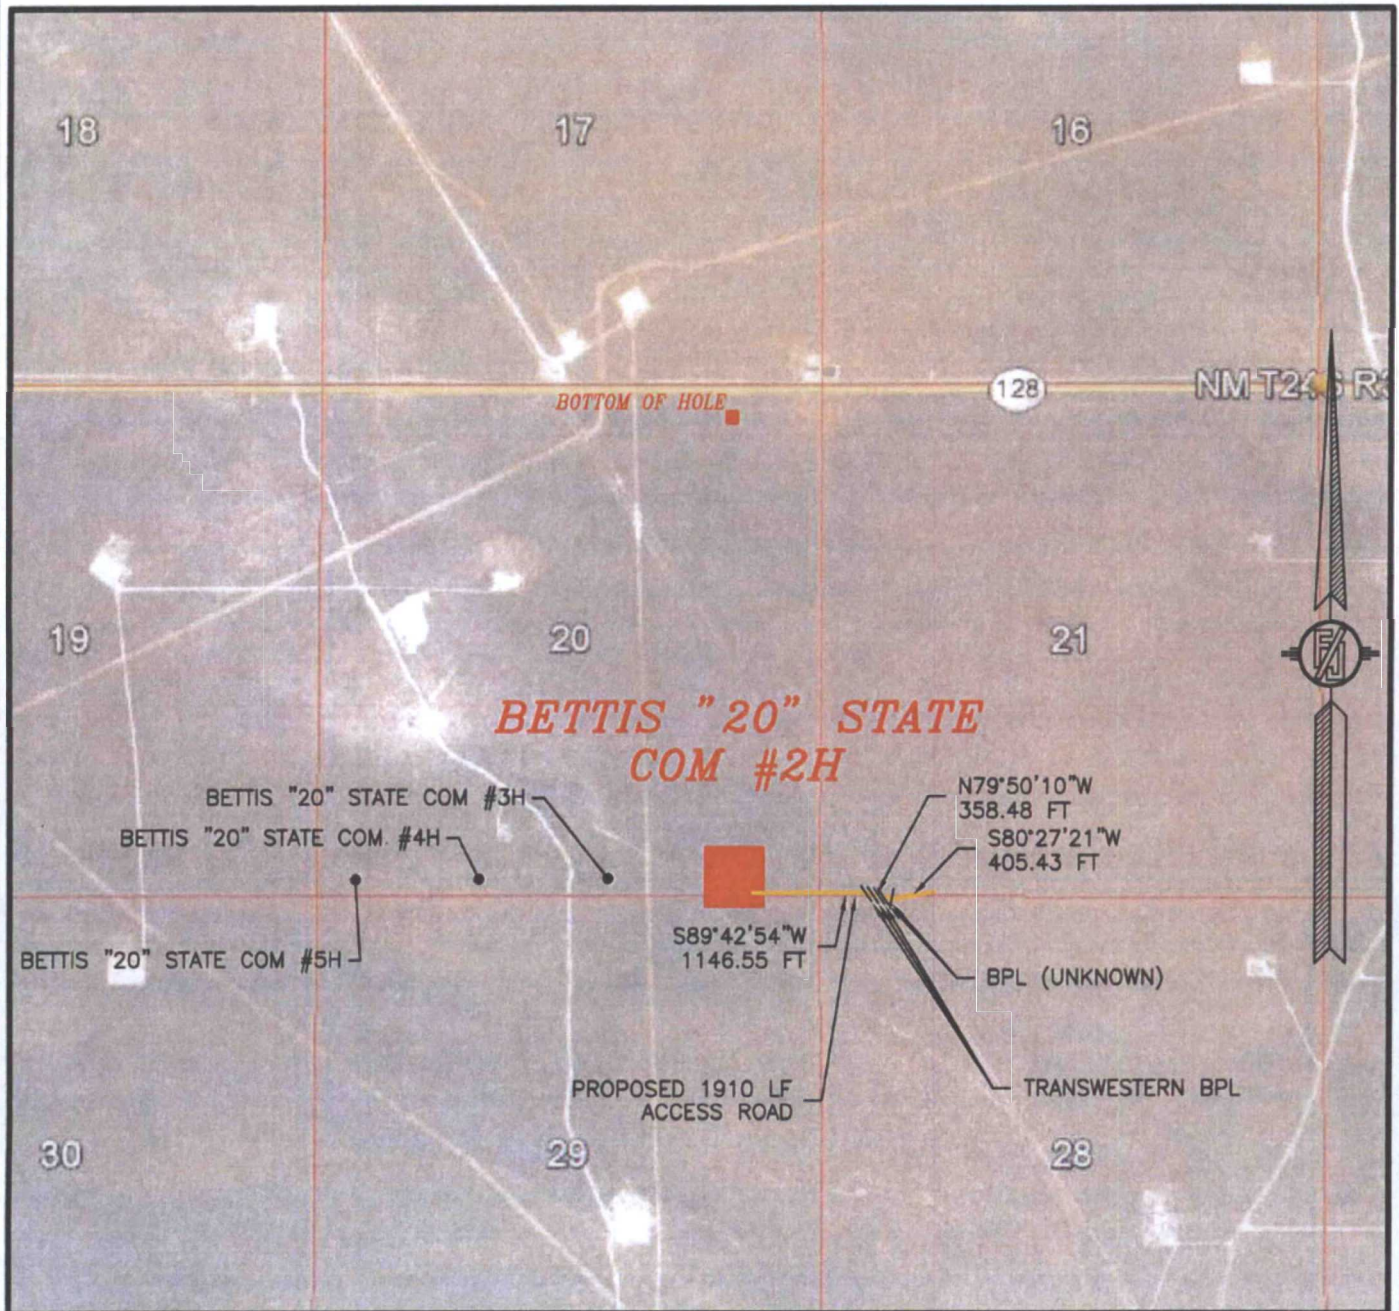 18
17
16
BOTTOM OF HOLE
128
NM T24S R3
19
20
21
BETTIS "20" STATE
COM #2H
BETTIS "20" STATE COM #3H
N79°50'10"W
358.48 FT
BETTIS "20" STATE COM. #4H
S80°27'21"W
405.43 FT
S89°42'54"W
1146.55 FT
BETTIS "20" STATE COM #5H
BPL (UNKNOWN)
PROPOSED 1910 LF
ACCESS ROAD
TRANSWESTERN BPL
30
29
28